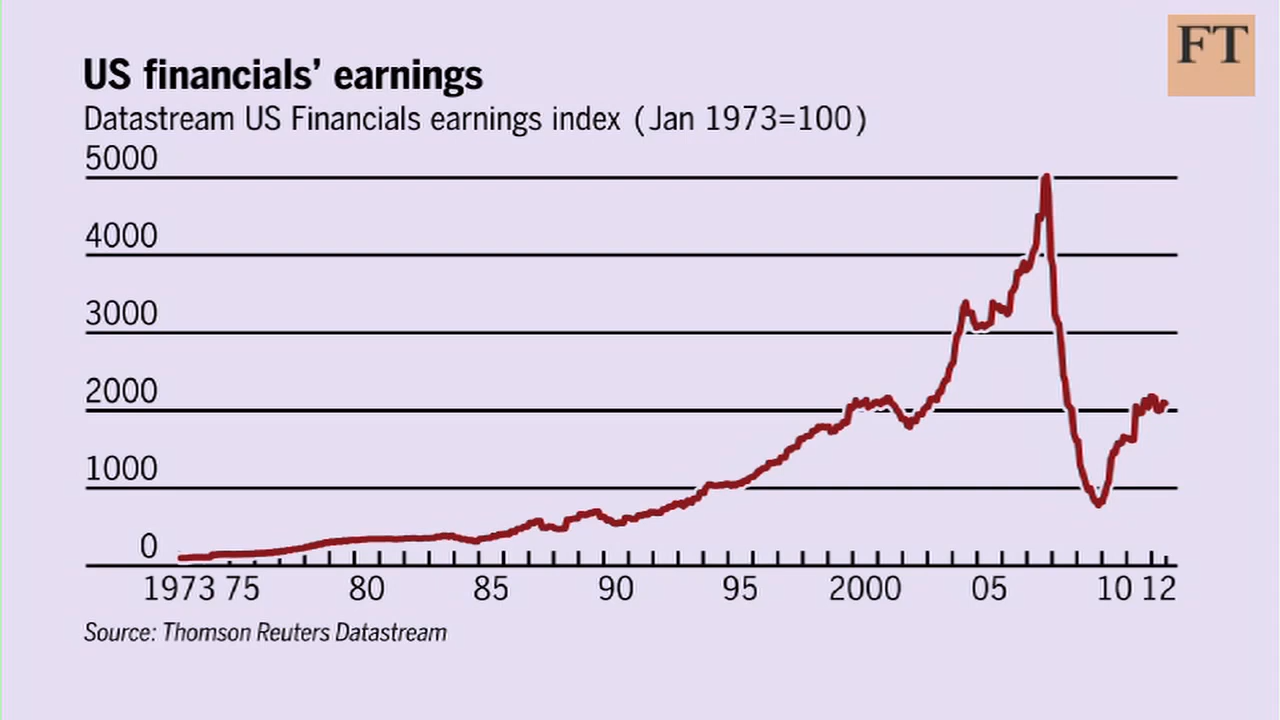 FT
US financials’ earnings
Datastream US Financials earnings index (Jan 1973=100)
5000
4000
3000
2000
1000
0
1973 75 80 85 90 95 2000 05 10 12
Source: Thomson Reuters Datastream